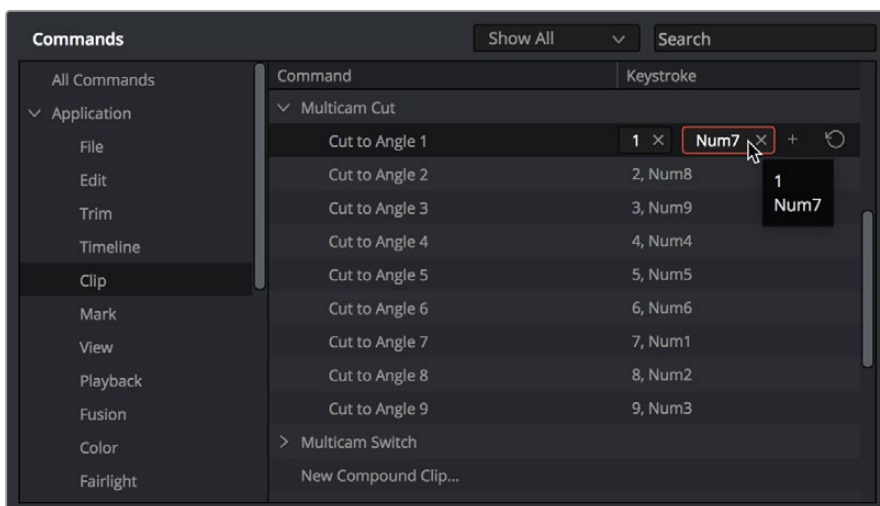 Commands
Show All
Search
All Commands
Application
File
Edit
Trim
Timeline
Clip
Mark
View
Playback
Fusion
Color
Fairlight
Command Keystroke
Multicam Cut
Cut to Angle 1 1 × Num7 × +
Cut to Angle 2 2, Num8
Cut to Angle 3 3, Num9
Cut to Angle 4 4, Num4
Cut to Angle 5 5, Num5
Cut to Angle 6 6, Num6
Cut to Angle 7 7, Num1
Cut to Angle 8 8, Num2
Cut to Angle 9 9, Num3
Multicam Switch
New Compound Clip...
1
Num7